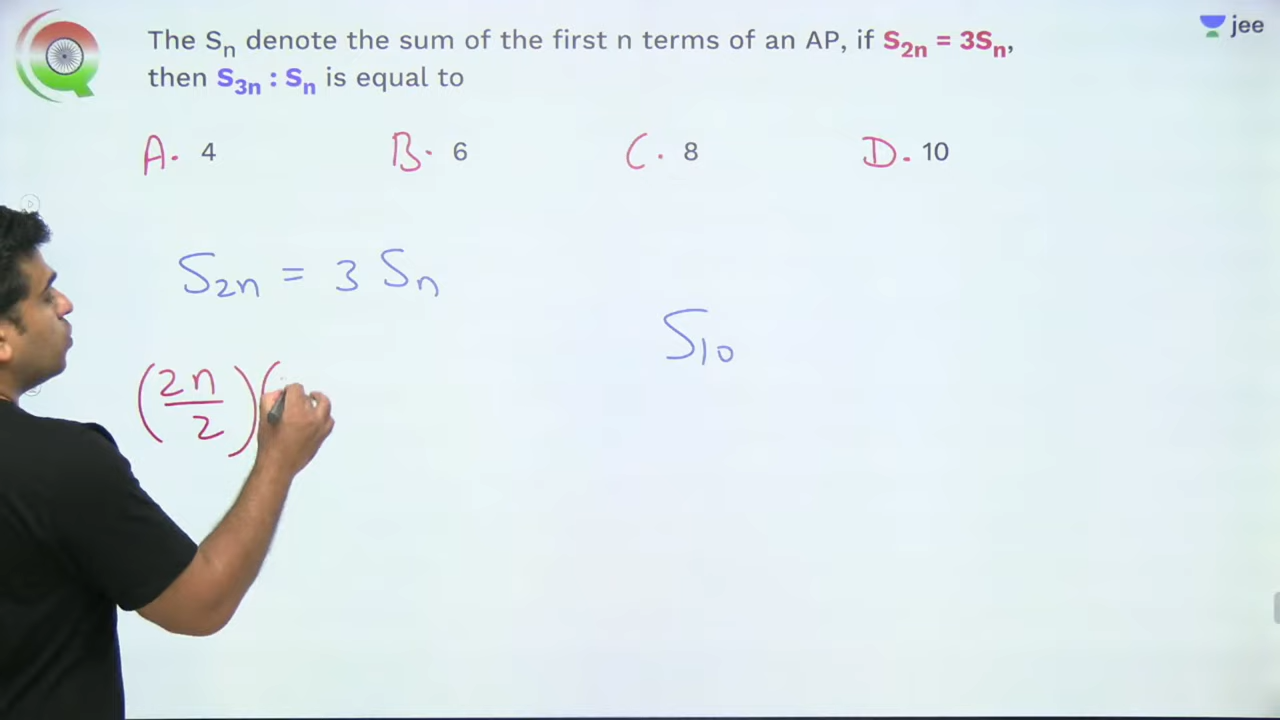 The Sn denote the sum of the first n terms of an AP, if S2n = 3Sn,
then S3n : Sn is equal to
jee
A. 4 B. 6 C. 8 D. 10
S2n = 3 Sn
S10
(2n/2)(